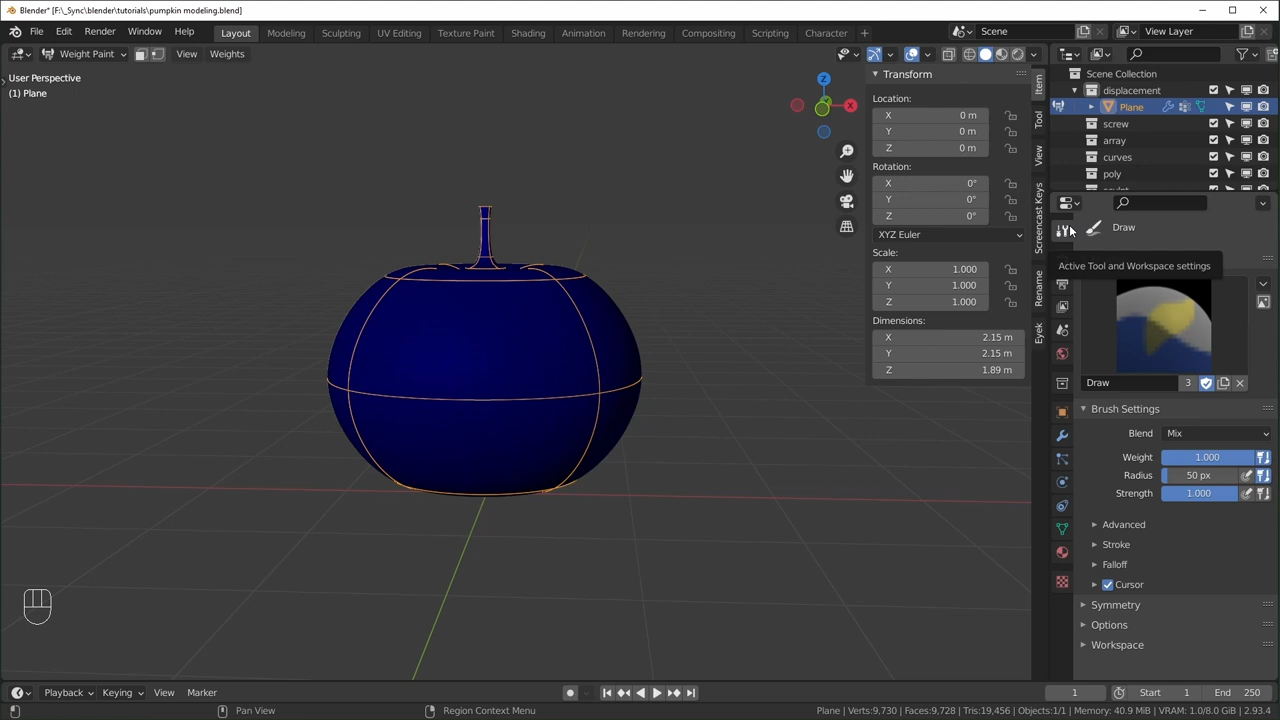 Blender* [F:\_Sync\blender\tutorials\pumpkin modeling.blend]
File Edit Render Window Help Layout Modeling Sculpting UV Editing Texture Paint Shading Animation Rendering Compositing Scripting Character Scene View Layer
Weight Paint View Weights
User Perspective
(1) Plane
Z
X
Transform
Location:
X 0 m
Y 0 m
Z 0 m
Rotation:
X 0°
Y 0°
Z 0°
XYZ Euler
Scale:
X 1.000
Y 1.000
Z 1.000
Dimensions:
X 2.15 m
Y 2.15 m
Z 1.89 m
Item
Tool
View
Screencast Keys
Rename
Eyek
Scene Collection
displacement
Plane
screw
array
curves
poly
Draw
Active Tool and Workspace settings
Draw 3
Brush Settings
Blend Mix
Weight 1.000
Radius 50 px
Strength 1.000
Advanced
Stroke
Falloff
Cursor
Symmetry
Options
Workspace
Playback Keying View Marker 1 Start 1 End 250
Pan View Region Context Menu Plane | Verts:9,730 | Faces:9,728 | Tris:19,456 | Objects:1/1 | Memory: 40.9 MiB | VRAM: 1.0/8.0 GiB | 2.93.4